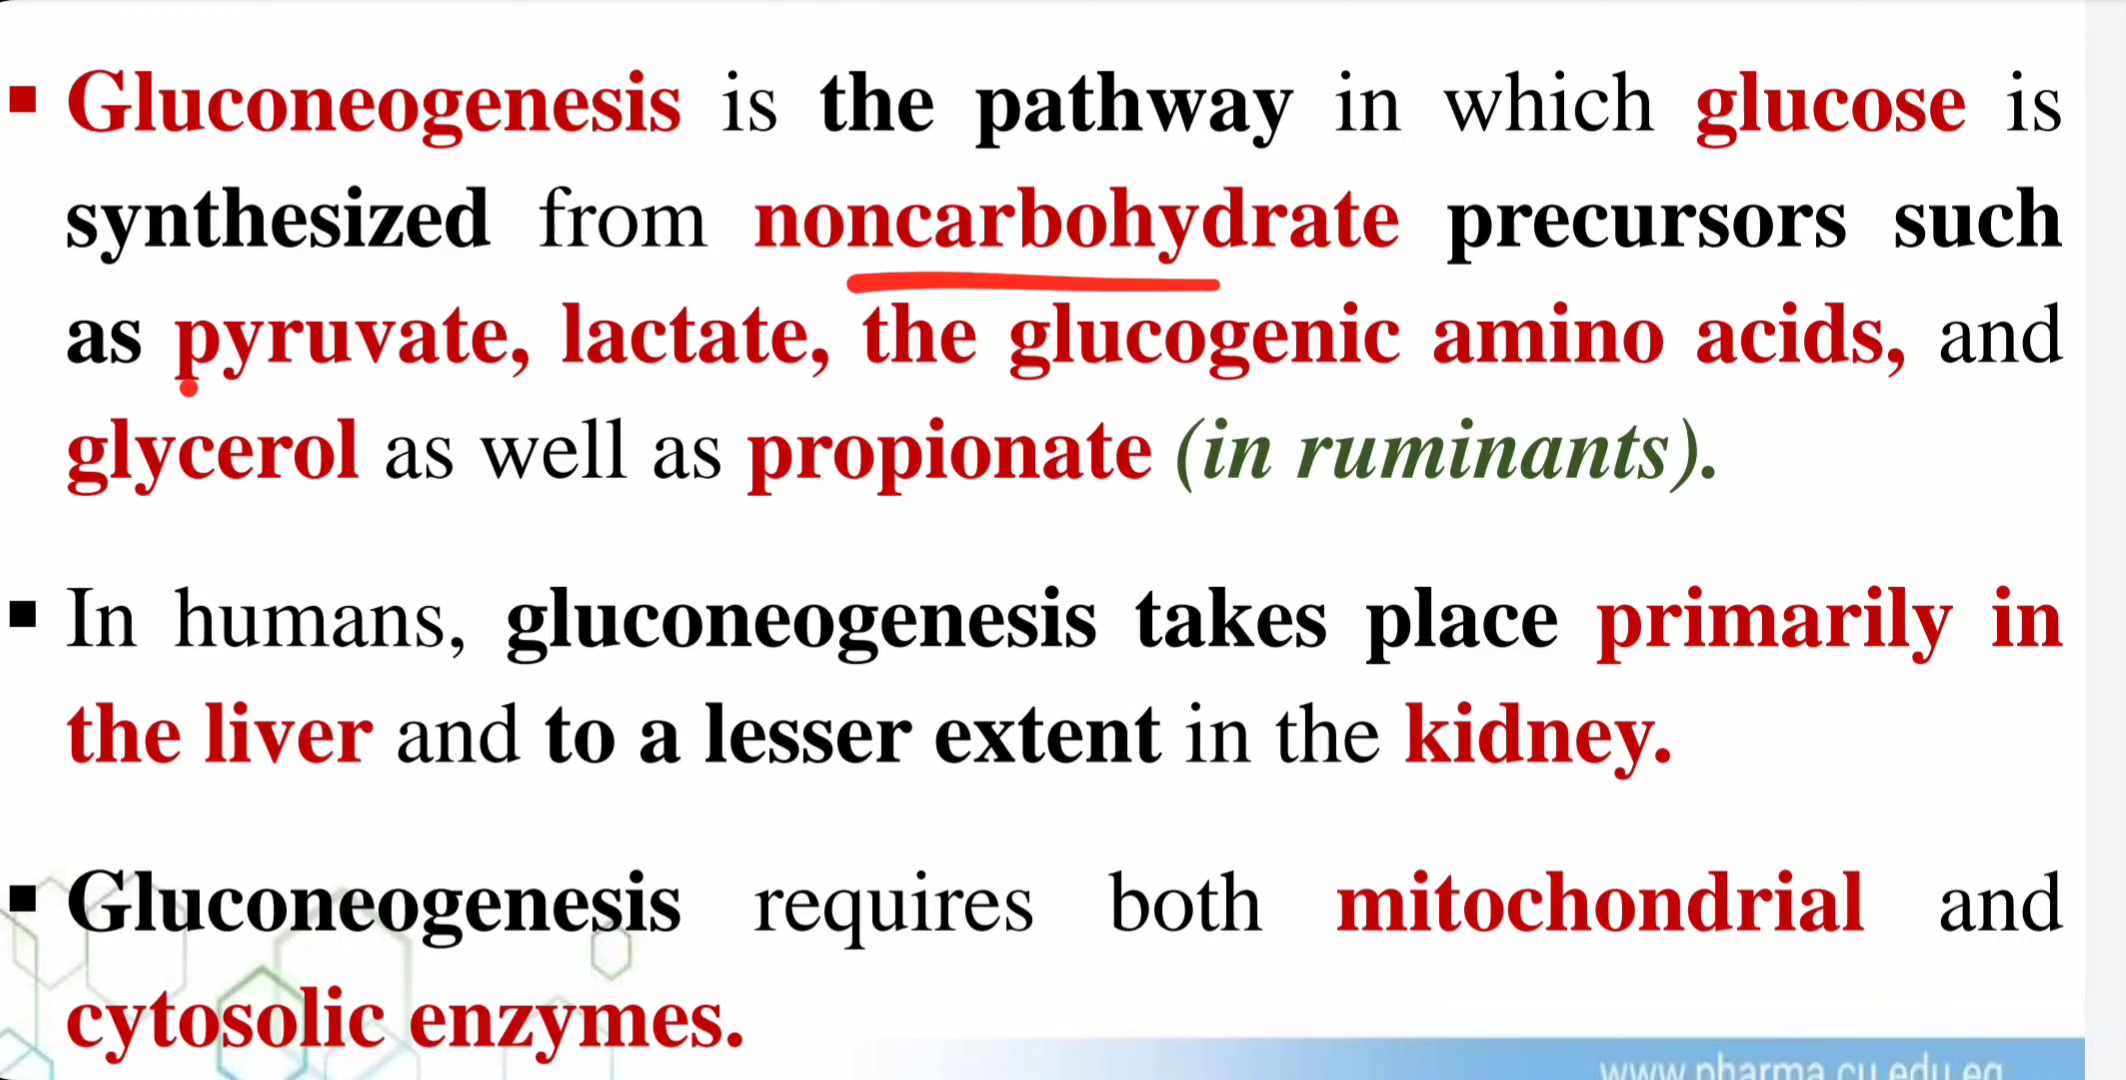 ▪ Gluconeogenesis is the pathway in which glucose is
synthesized from noncarbohydrate precursors such
as pyruvate, lactate, the glucogenic amino acids, and
glycerol as well as propionate (in ruminants).
▪ In humans, gluconeogenesis takes place primarily in
the liver and to a lesser extent in the kidney.
▪ Gluconeogenesis requires both mitochondrial and
cytosolic enzymes.
www.pharma.cu.edu.eg